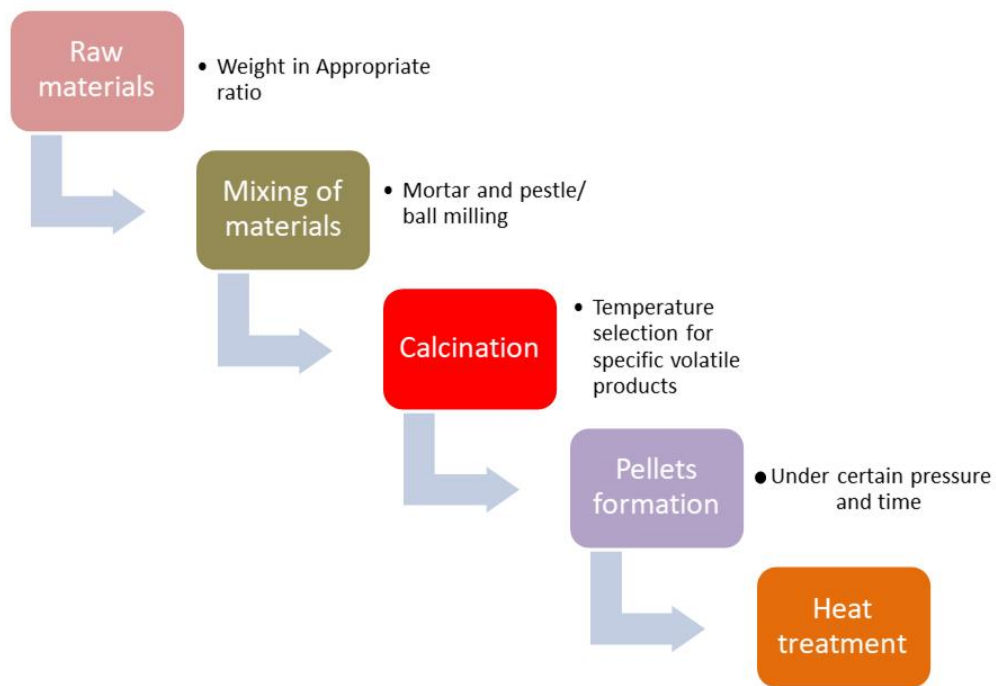 Raw
materials
• Weight in Appropriate
ratio
Mixing of
materials
• Mortar and pestle/
ball milling
Calcination
• Temperature
selection for
specific volatile
products
Pellets
formation
• Under certain pressure
and time
Heat
treatment